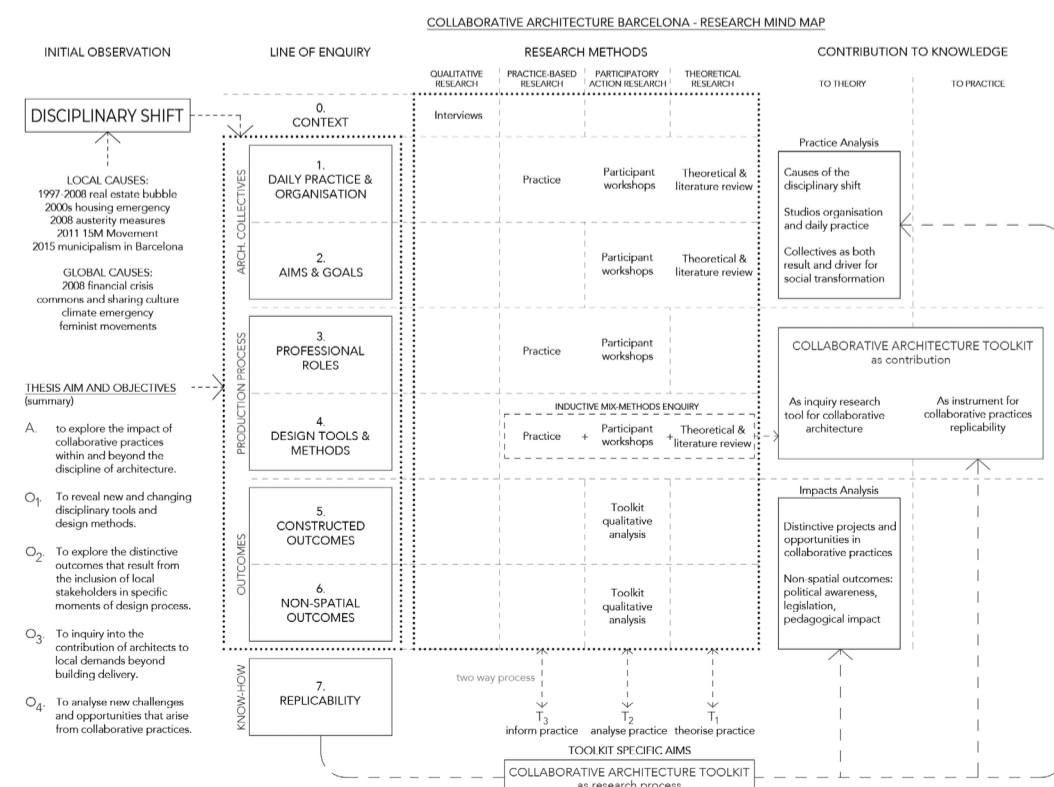 COLLABORATIVE ARCHITECTURE BARCELONA - RESEARCH MIND MAP
INITIAL OBSERVATION
LINE OF ENQUIRY
RESEARCH METHODS
CONTRIBUTION TO KNOWLEDGE
QUALITATIVE
RESEARCH
PRACTICE-BASED
RESEARCH
PARTICIPATORY
ACTION RESEARCH
THEORETICAL
RESEARCH
TO THEORY
TO PRACTICE
DISCIPLINARY SHIFT
LOCAL CAUSES:
1997-2008 real estate bubble
2000s housing emergency
2008 austerity measures
2011 15M Movement
2015 municipalism in Barcelona
GLOBAL CAUSES:
2008 financial crisis
commons and sharing culture
climate emergency
feminist movements
THESIS AIM AND OBJECTIVES
(summary)
A. to explore the impact of
collaborative practices
within and beyond the
discipline of architecture.
O1. To reveal new and changing
disciplinary tools and
design methods.
O2. To explore the distinctive
outcomes that result from
the inclusion of local
stakeholders in specific
moments of design process.
O3. To inquiry into the
contribution of architects to
local demands beyond
building delivery.
O4. To analyse new challenges
and opportunities that arise
from collaborative practices.
0.
CONTEXT
Interviews
ARCH. COLLECTIVES
1.
DAILY PRACTICE &
ORGANISATION
Practice
Participant
workshops
Theoretical &
literature review
2.
AIMS & GOALS
Participant
workshops
Theoretical &
literature review
PRODUCTION PROCESS
3.
PROFESSIONAL
ROLES
Practice
Participant
workshops
4.
DESIGN TOOLS &
METHODS
INDUCTIVE MIX-METHODS ENQUIRY
Practice
+
Participant
workshops
+
Theoretical &
literature review
OUTCOMES
5.
CONSTRUCTED
OUTCOMES
Toolkit
qualitative
analysis
6.
NON-SPATIAL
OUTCOMES
Toolkit
qualitative
analysis
KNOW-HOW
7.
REPLICABILITY
two way process
T3
inform practice
T2
analyse practice
T1
theorise practice
TOOLKIT SPECIFIC AIMS
COLLABORATIVE ARCHITECTURE TOOLKIT
as research process
Practice Analysis
Causes of the
disciplinary shift
Studios organisation
and daily practice
Collectives as both
result and driver for
social transformation
COLLABORATIVE ARCHITECTURE TOOLKIT
as contribution
As inquiry research
tool for collaborative
architecture
As instrument for
collaborative practices
replicability
Impacts Analysis
Distinctive projects and
opportunities in
collaborative practices
Non-spatial outcomes:
political awareness,
legislation,
pedagogical impact